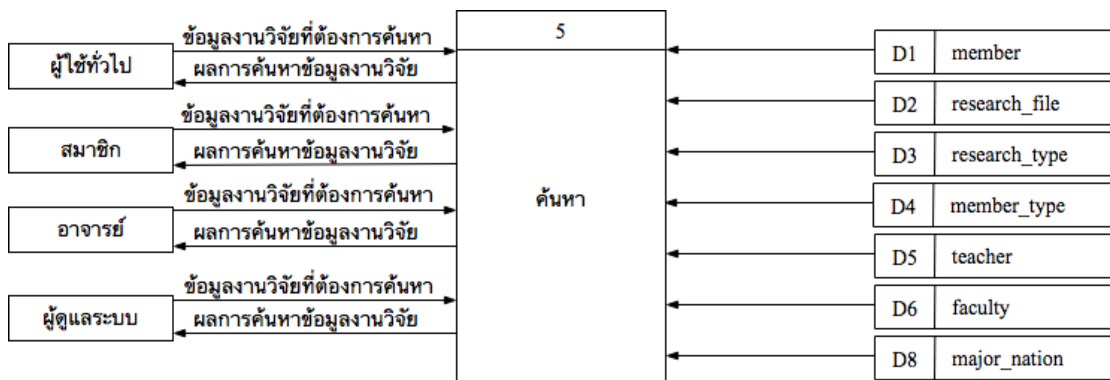 5
ข้อมูลงานวิจัยที่ต้องการค้นหา
ผู้ใช้ทั่วไป
ผลการค้นหาข้อมูลงานวิจัย
ข้อมูลงานวิจัยที่ต้องการค้นหา
สมาชิก
ผลการค้นหาข้อมูลงานวิจัย
ข้อมูลงานวิจัยที่ต้องการค้นหา
อาจารย์
ผลการค้นหาข้อมูลงานวิจัย
ข้อมูลงานวิจัยที่ต้องการค้นหา
ผู้ดูแลระบบ
ผลการค้นหาข้อมูลงานวิจัย
ค้นหา
D1 member
D2 research_file
D3 research_type
D4 member_type
D5 teacher
D6 faculty
D8 major_nation